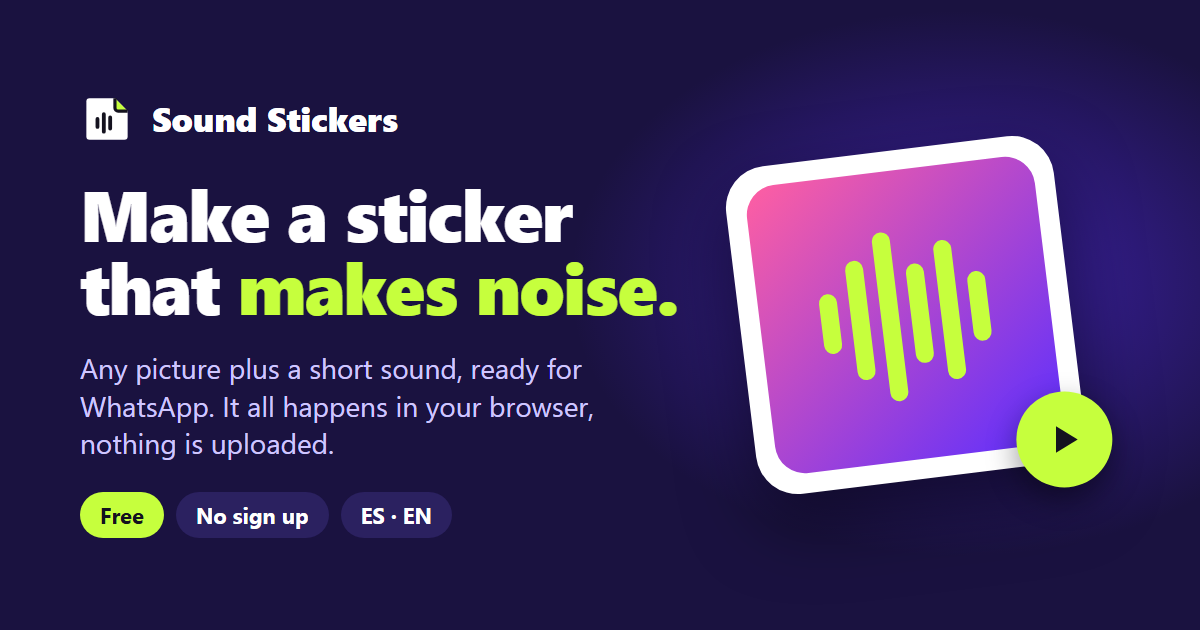 Sound Stickers
Make a sticker
that makes noise.
Any picture plus a short sound, ready for
WhatsApp. It all happens in your browser,
nothing is uploaded.
Free
No sign up
ES · EN